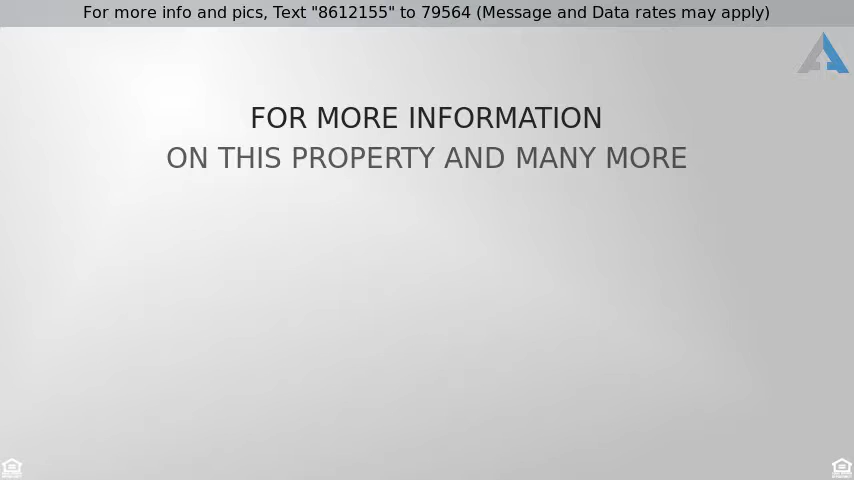 For more info and pics, Text "8612155" to 79564 (Message and Data rates may apply)
FOR MORE INFORMATION
ON THIS PROPERTY AND MANY MORE